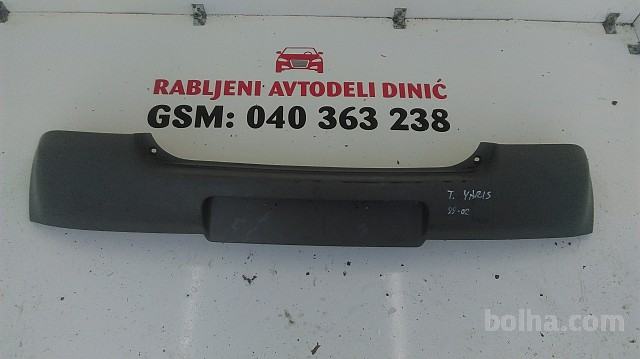 RABLJENI AVTODELI DINIĆ
GSM: 040 363 238
T. YARIS
99-02
bolha.com